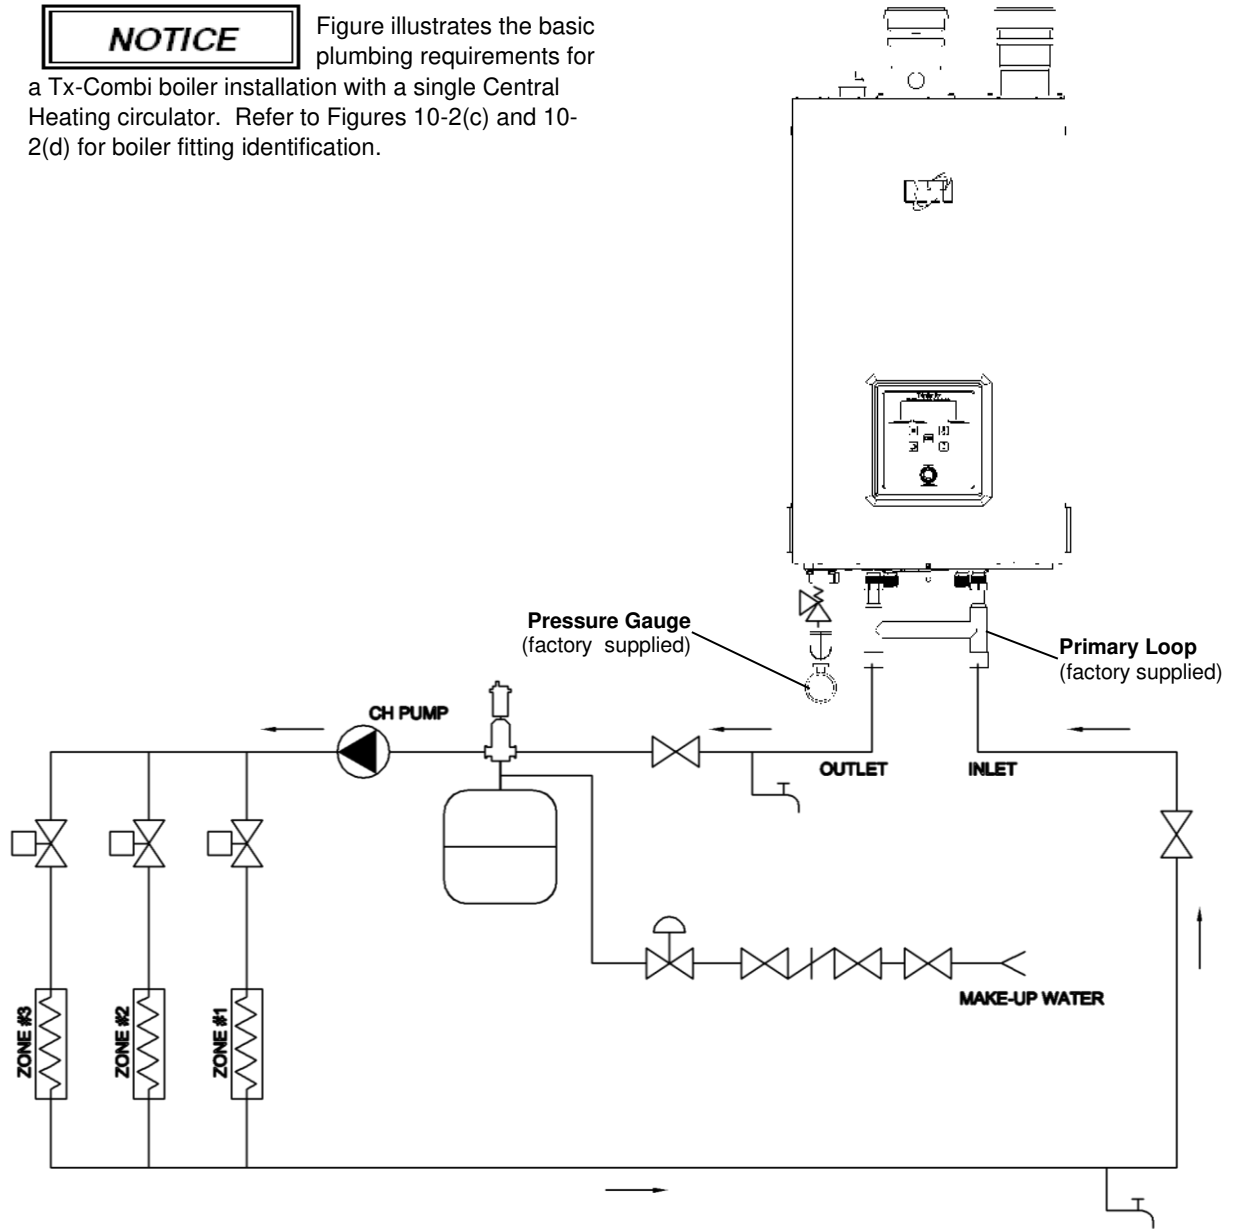 NOTICE
Figure illustrates the basic
plumbing requirements for
a Tx-Combi boiler installation with a single Central
Heating circulator.  Refer to Figures 10-2(c) and 10-
2(d) for boiler fitting identification.
Pressure Gauge
(factory  supplied)
Primary Loop
(factory supplied)
CH PUMP
OUTLET
INLET
ZONE #3
ZONE #2
ZONE #1
MAKE-UP WATER